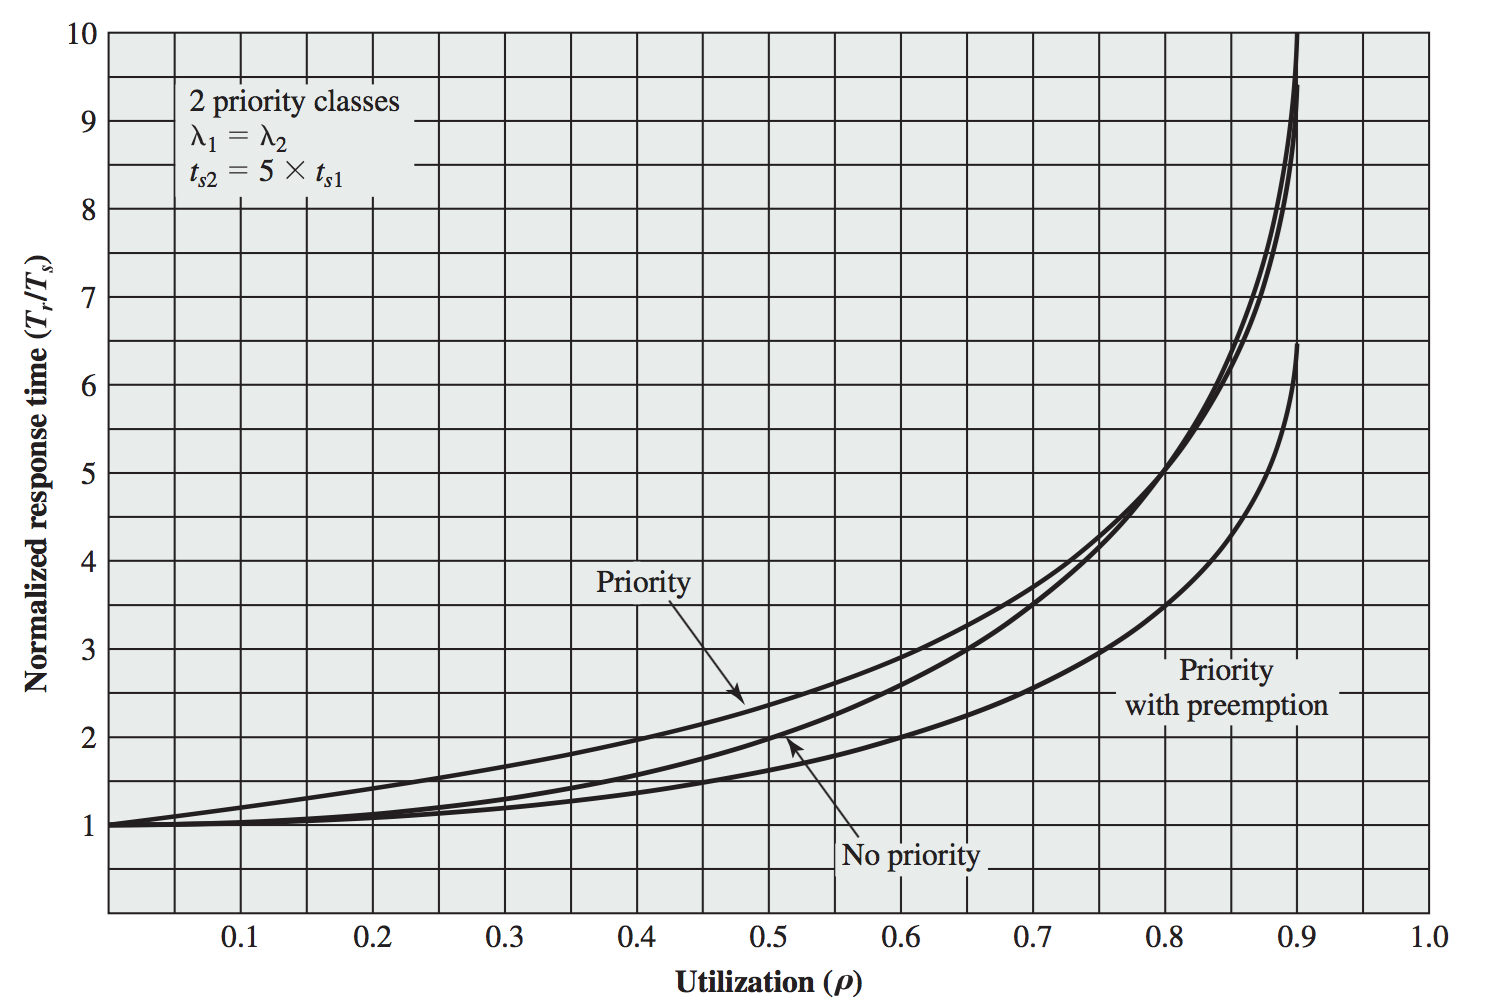 10
9
8
7
6
5
4
3
2
1
Normalized response time (Tr/Ts)
2 priority classes
λ1 = λ2
ts2 = 5 × ts1
Priority
Priority
with preemption
No priority
0.1 0.2 0.3 0.4 0.5 0.6 0.7 0.8 0.9 1.0
Utilization (ρ)